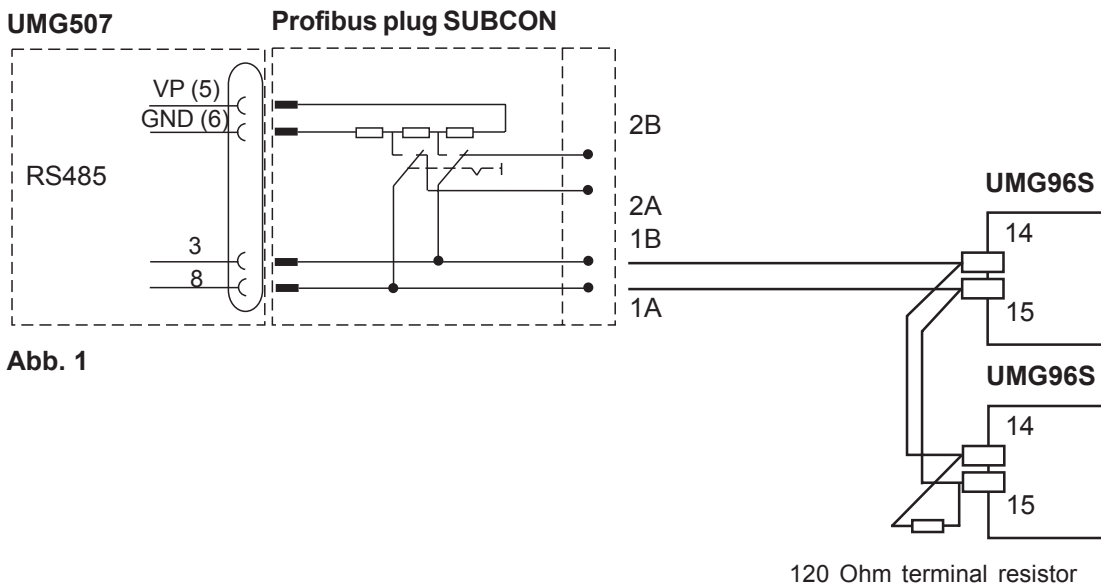 UMG507
Profibus plug SUBCON
VP (5)
GND (6)
RS485
3
8
2B
2A
1B
1A
UMG96S
14
15
Abb. 1
UMG96S
14
15
120 Ohm terminal resistor